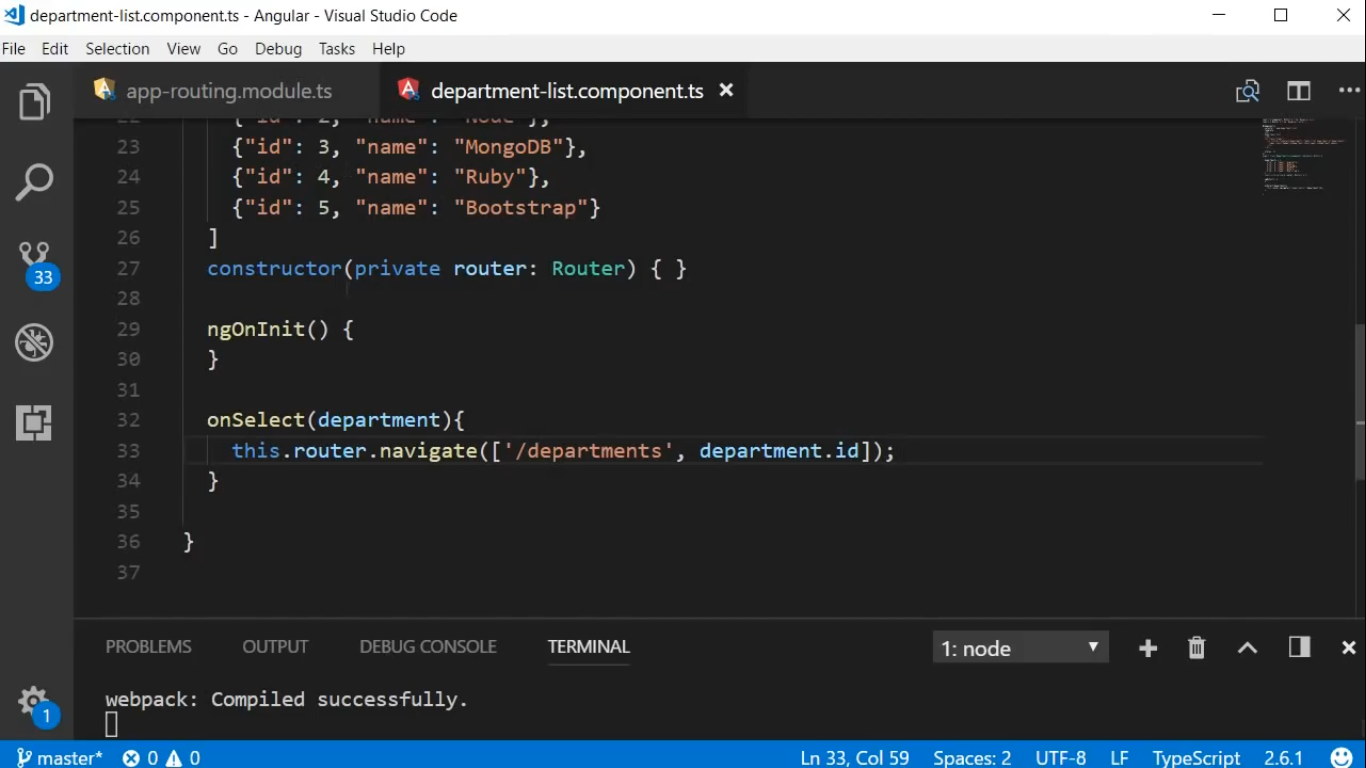 department-list.component.ts - Angular - Visual Studio Code
File Edit Selection View Go Debug Tasks Help
app-routing.module.ts department-list.component.ts
22 {"id": 2, "name": "Node"},
23 {"id": 3, "name": "MongoDB"},
24 {"id": 4, "name": "Ruby"},
25 {"id": 5, "name": "Bootstrap"}
26 ]
27 constructor(private router: Router) { }
28
29 ngOnInit() {
30 }
31
32 onSelect(department){
33 this.router.navigate(['/departments', department.id]);
34 }
35
36 }
37
33
PROBLEMS OUTPUT DEBUG CONSOLE TERMINAL 1: node
webpack: Compiled successfully.
1
master* 0 0 Ln 33, Col 59 Spaces: 2 UTF-8 LF TypeScript 2.6.1